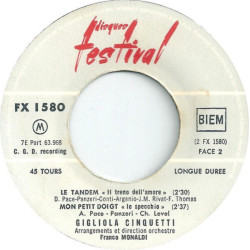 disques
festival
FX 1580
BIEM
M
7E Part 63.968
C. G. D. recording
(2 FX 1580)
FACE 2
45 TOURS
LONGUE DUREE
LE TANDEM « Il treno dell'amore » (2'30)
D. Pace-Panzeri-Conti-Argenio-J.M. Rivat-F. Thomas
MON PETIT DOIGT « lo specchio » (2'37)
A. Pace - Panzeri - Ch. Level
GIGLIOLA CINQUETTI
Arrangements et direction orchestre
Franco MONALDI